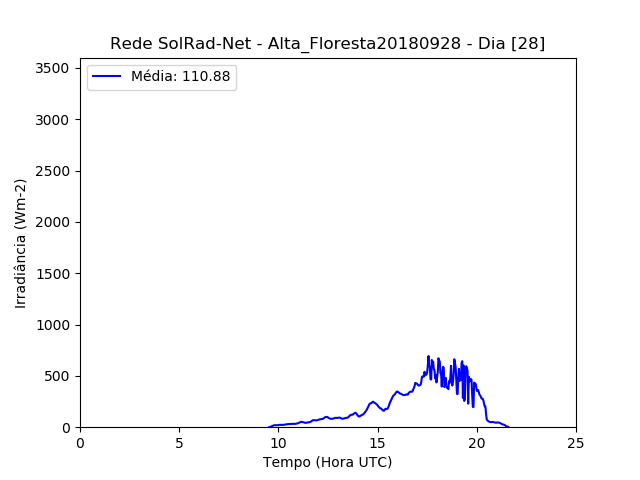 Rede SolRad-Net - Alta_Floresta20180928 - Dia [28]
Média: 110.88
3500
3000
2500
2000
1500
1000
500
0
Irradiância (Wm-2)
0 5 10 15 20 25
Tempo (Hora UTC)